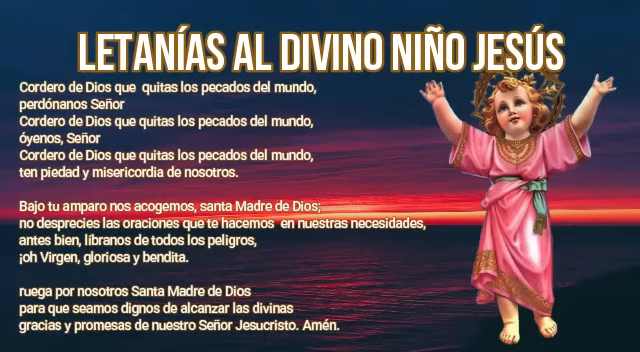 LETANÍAS AL DIVINO NIÑO JESÚS
Cordero de Dios que quitas los pecados del mundo,
perdónanos Señor
Cordero de Dios que quitas los pecados del mundo,
óyenos, Señor
Cordero de Dios que quitas los pecados del mundo,
ten piedad y misericordia de nosotros.
Bajo tu amparo nos acogemos, santa Madre de Dios;
no desprecies las oraciones que te hacemos en nuestras necesidades,
antes bien, líbranos de todos los peligros,
¡oh Virgen, gloriosa y bendita.
ruega por nosotros Santa Madre de Dios
para que seamos dignos de alcanzar las divinas
gracias y promesas de nuestro Señor Jesucristo. Amén.